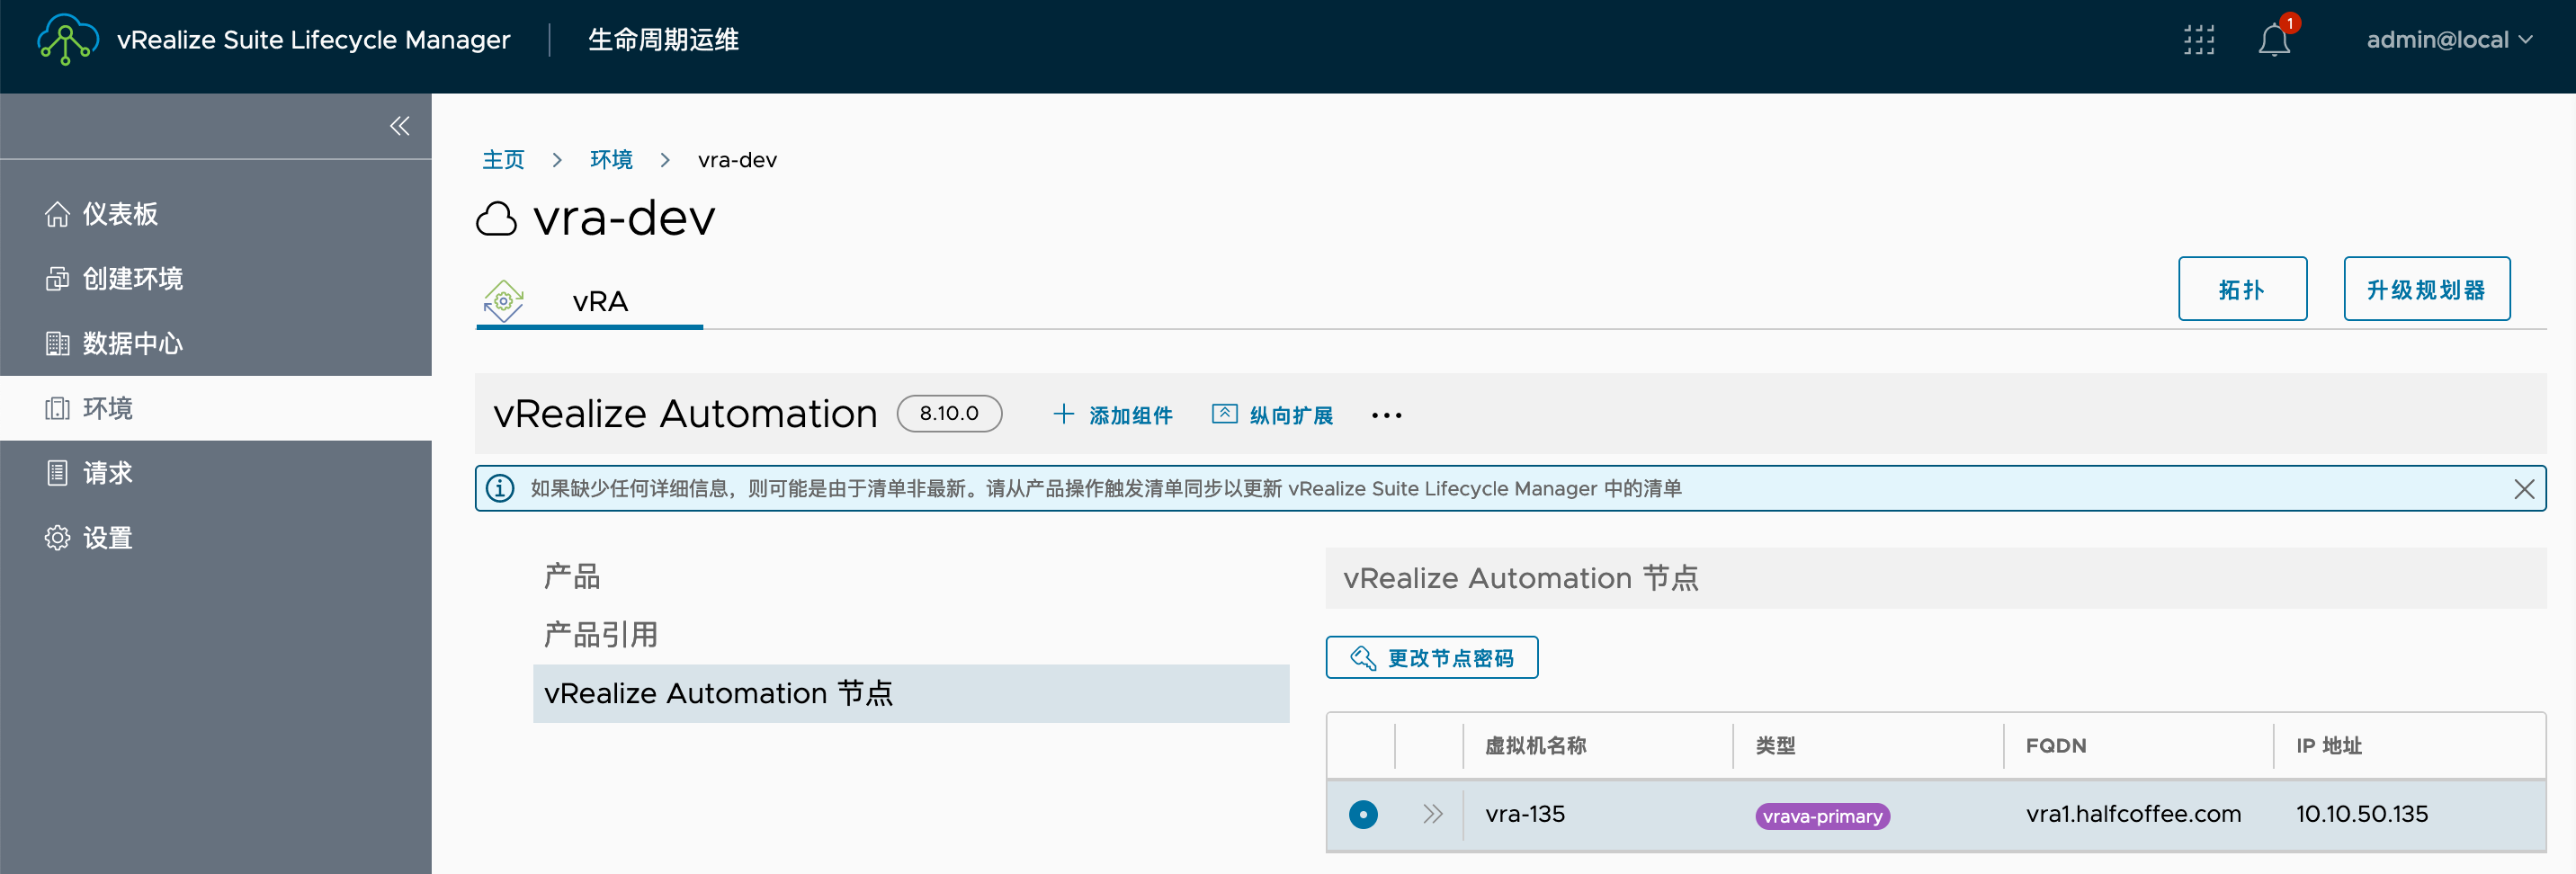 vRealize Suite Lifecycle Manager | 生命周期运维 1 admin@local
主页 > 环境 > vra-dev
vra-dev
仪表板
创建环境
数据中心
环境
请求
设置
vRA 拓扑 升级规划器
vRealize Automation 8.10.0 + 添加组件 纵向扩展 ...
如果缺少任何详细信息，则可能是由于清单非最新。请从产品操作触发清单同步以更新 vRealize Suite Lifecycle Manager 中的清单
产品
产品引用
vRealize Automation 节点
vRealize Automation 节点
更改节点密码
虚拟机名称 类型 FQDN IP 地址
vra-135 vrava-primary vra1.halfcoffee.com 10.10.50.135